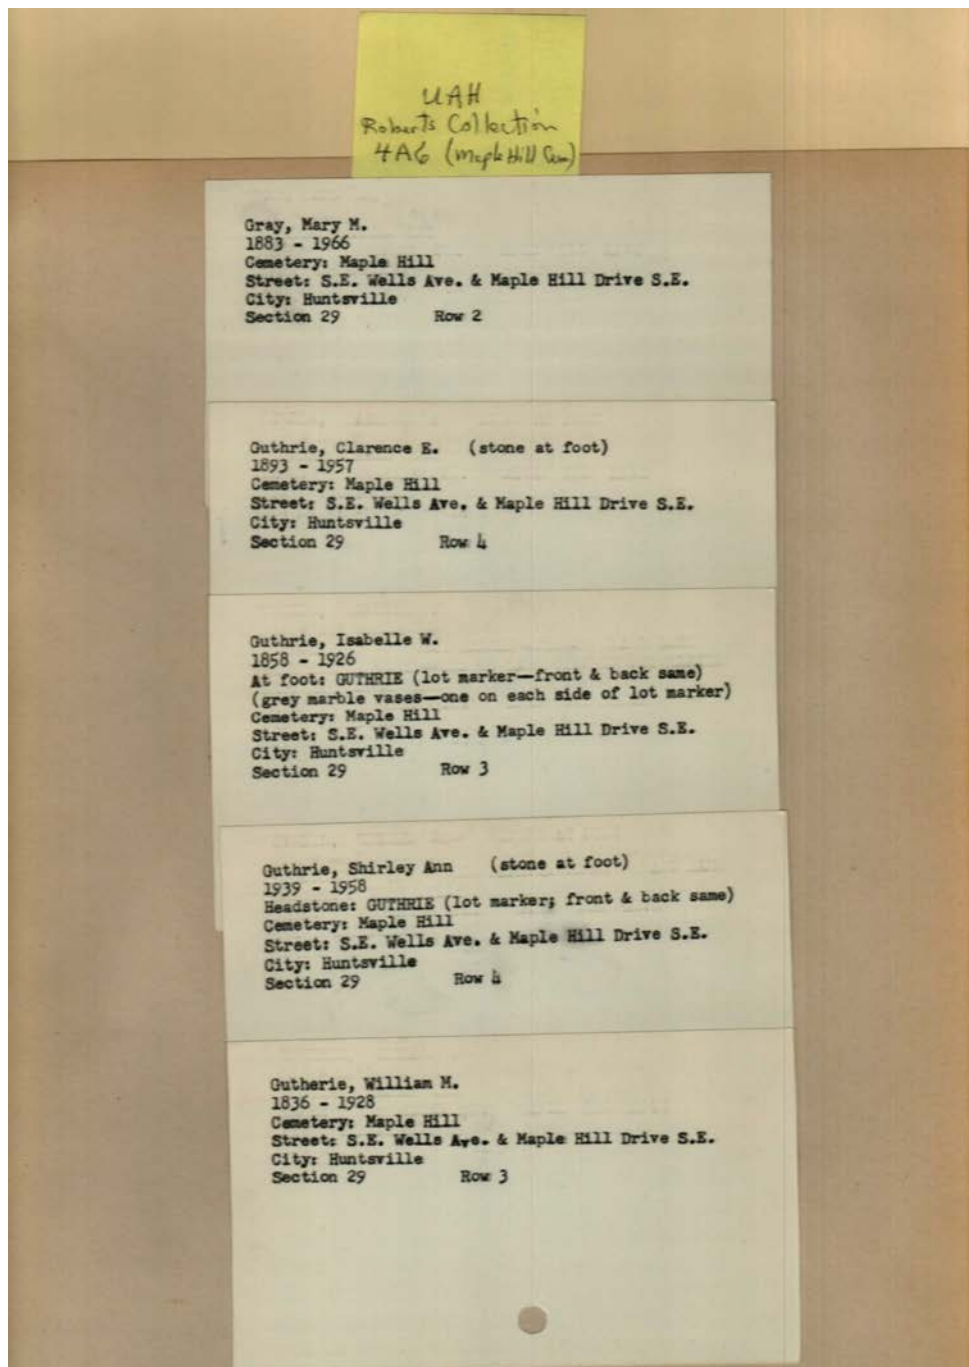 UAH
Roberts Collection
4A6 (Maple Hill Cem)
Gray, Mary M.
1883 - 1966
Cemetery: Maple Hill
Street: S.E. Wells Ave. & Maple Hill Drive S.E.
City: Huntsville
Section 29 Row 2
Guthrie, Clarence E. (stone at foot)
1893 - 1957
Cemetery: Maple Hill
Street: S.E. Wells Ave. & Maple Hill Drive S.E.
City: Huntsville
Section 29 Row 4
Guthrie, Isabelle W.
1858 - 1926
At foot: GUTHRIE (lot marker—front & back same)
(grey marble vases—one on each side of lot marker)
Cemetery: Maple Hill
Street: S.E. Wells Ave. & Maple Hill Drive S.E.
City: Huntsville
Section 29 Row 3
Guthrie, Shirley Ann (stone at foot)
1939 - 1958
Headstone: GUTHRIE (lot marker; front & back same)
Cemetery: Maple Hill
Street: S.E. Wells Ave. & Maple Hill Drive S.E.
City: Huntsville
Section 29 Row 4
Gutherie, William M.
1836 - 1928
Cemetery: Maple Hill
Street: S.E. Wells Ave. & Maple Hill Drive S.E.
City: Huntsville
Section 29 Row 3